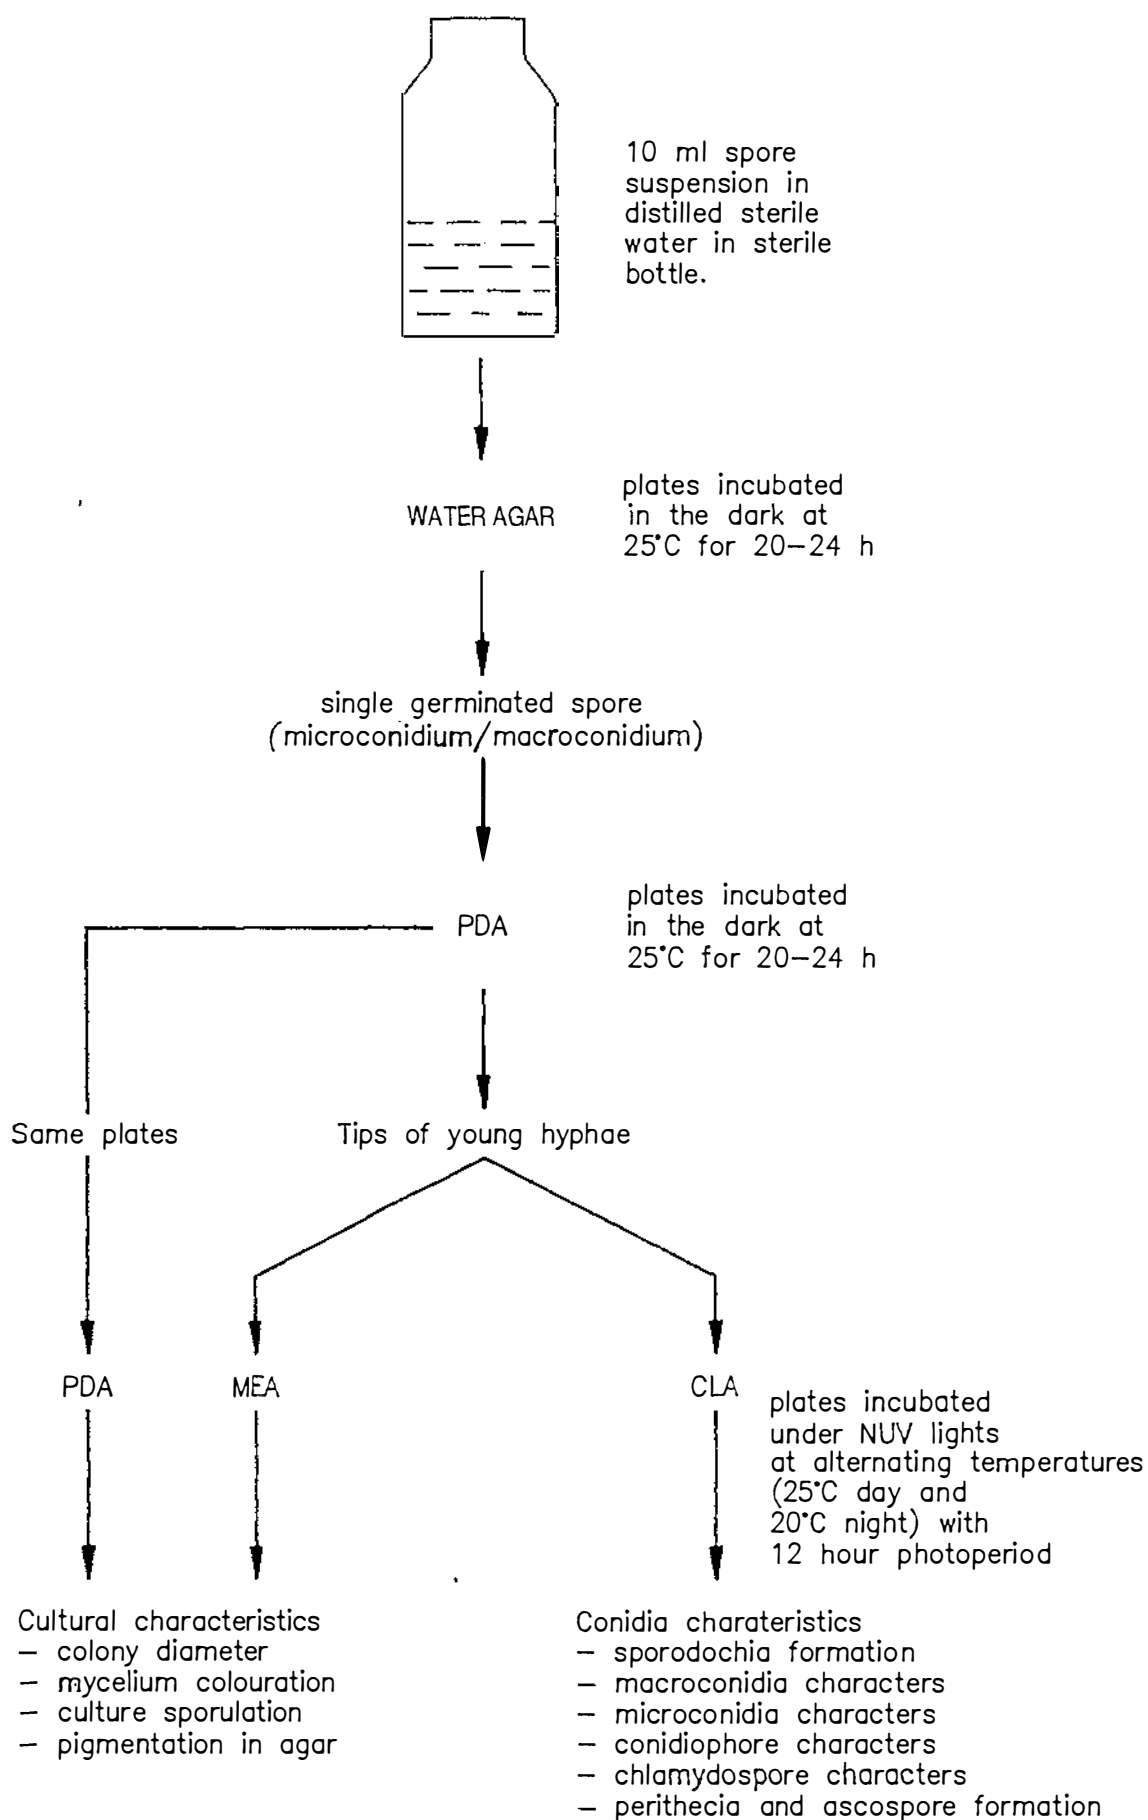 10 ml spore
suspension in
distilled sterile
water in sterile
bottle.
WATER AGAR
plates incubated
in the dark at
25°C for 20–24 h
single germinated spore
(microconidium/macroconidium)
PDA
plates incubated
in the dark at
25°C for 20–24 h
Same plates
Tips of young hyphae
PDA
MEA
CLA
plates incubated
under NUV lights
at alternating temperatures
(25°C day and
20°C night) with
12 hour photoperiod
Cultural characteristics
– colony diameter
– mycelium colouration
– culture sporulation
– pigmentation in agar
Conidia charateristics
– sporodochia formation
– macroconidia characters
– microconidia characters
– conidiophore characters
– chlamydospore characters
– perithecia and ascospore formation